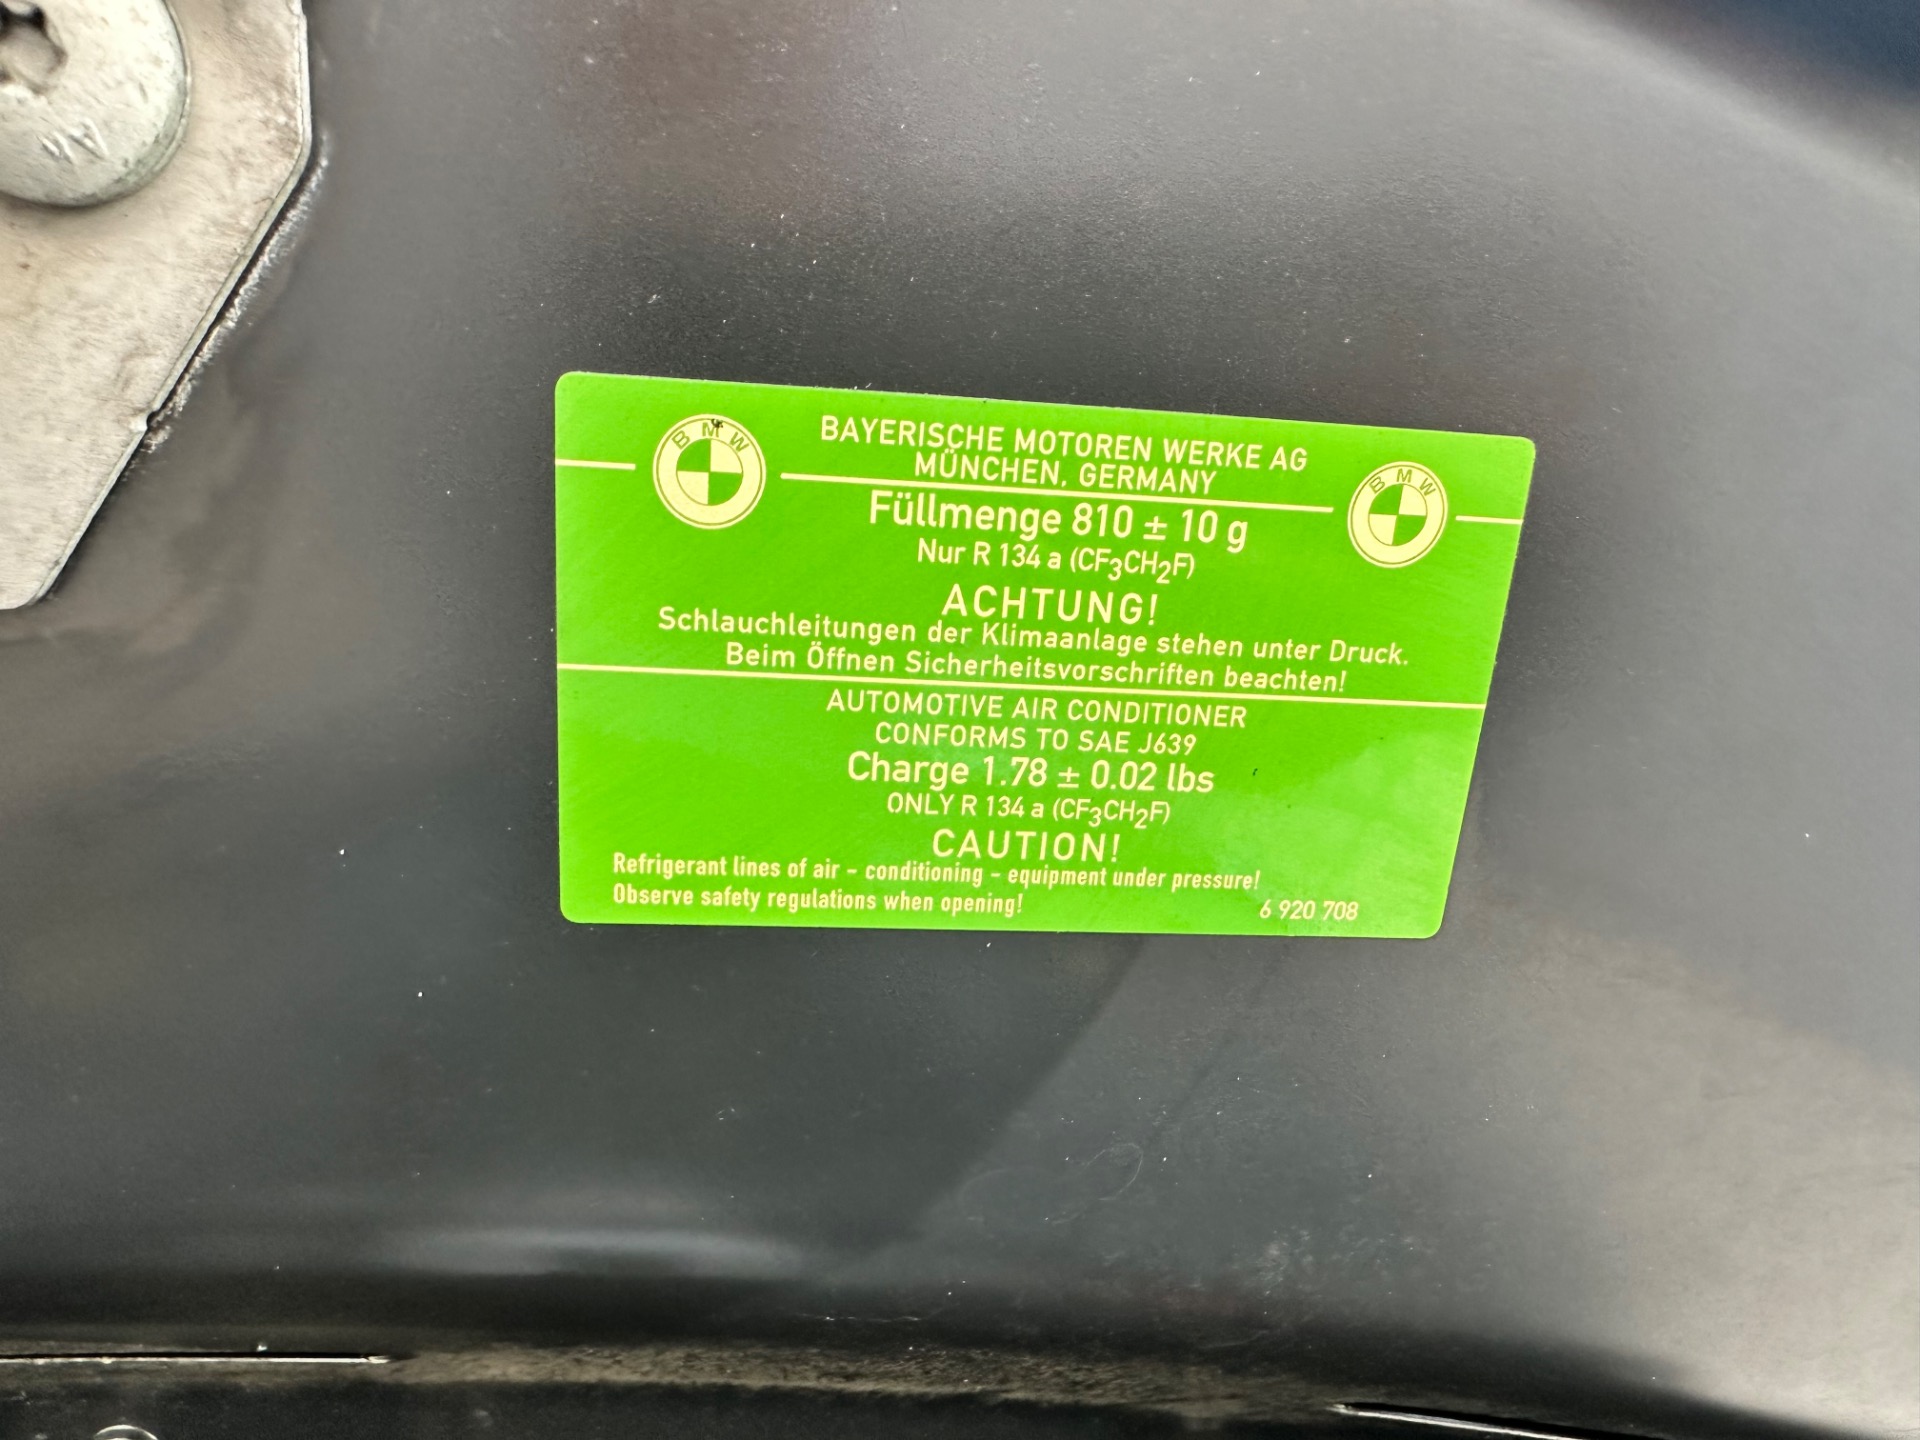 BMW
BMW
BAYERISCHE MOTOREN WERKE AG
MÜNCHEN, GERMANY
Füllmenge 810 ± 10 g
Nur R 134 a (CF₃CH₂F)
ACHTUNG!
Schlauchleitungen der Klimaanlage stehen unter Druck.
Beim Öffnen Sicherheitsvorschriften beachten!
AUTOMOTIVE AIR CONDITIONER
CONFORMS TO SAE J639
Charge 1.78 ± 0.02 lbs
ONLY R 134 a (CF₃CH₂F)
CAUTION!
Refrigerant lines of air - conditioning - equipment under pressure!
Observe safety regulations when opening!
6 920 708